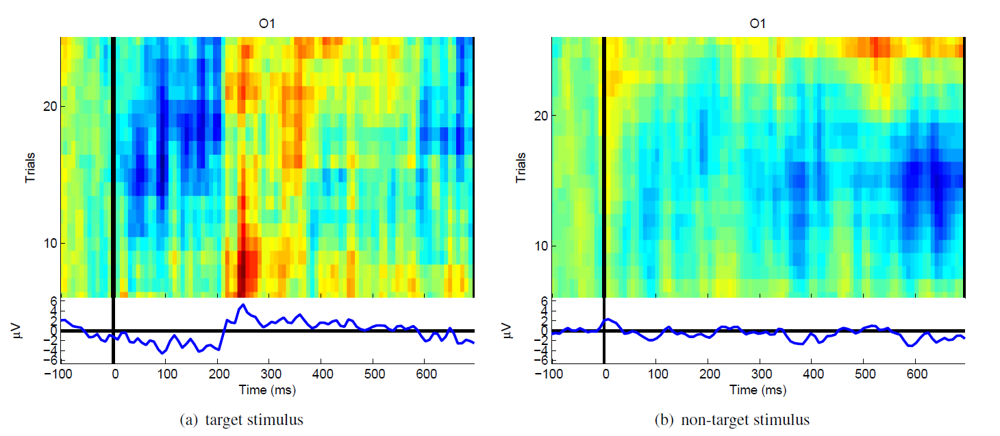 O1
20
10
Trials
6
4
2
0
−2
−4
−6
µV
−100 0 100 200 300 400 500 600
Time (ms)
(a) target stimulus
O1
20
10
Trials
6
4
2
0
−2
−4
−6
µV
−100 0 100 200 300 400 500 600
Time (ms)
(b) non-target stimulus